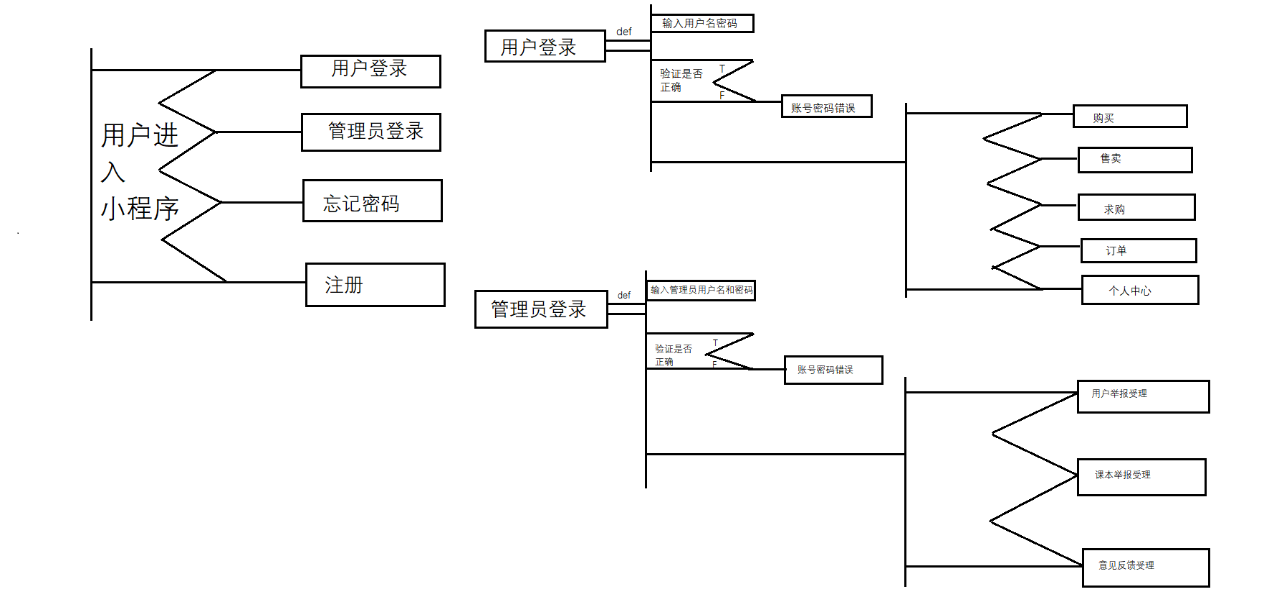 用户进
入
小程序
用户登录
管理员登录
忘记密码
注册
用户登录
def
输入用户名密码
验证是否
正确
T
F
账号密码错误
购买
售卖
求购
订单
个人中心
管理员登录
def
输入管理员用户名和密码
验证是否
正确
T
F
账号密码错误
用户举报受理
课本举报受理
意见反馈受理